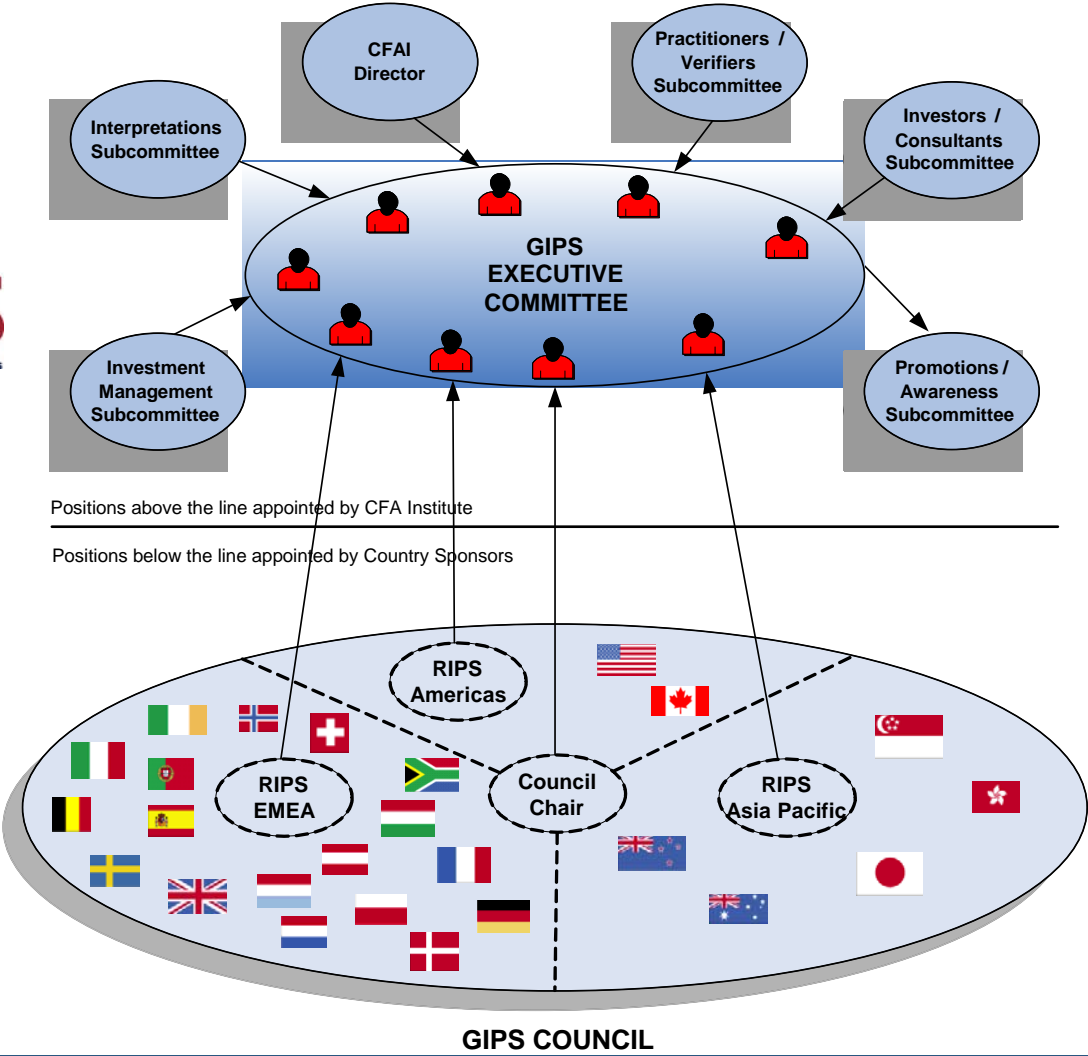 CFAI
Director
Practitioners /
Verifiers
Subcommittee
Interpretations
Subcommittee
Investors /
Consultants
Subcommittee
GIPS
EXECUTIVE
COMMITTEE
Investment
Management
Subcommittee
Promotions /
Awareness
Subcommittee
Positions above the line appointed by CFA Institute
Positions below the line appointed by Country Sponsors
RIPS
Americas
RIPS
EMEA
Council
Chair
RIPS
Asia Pacific
GIPS COUNCIL